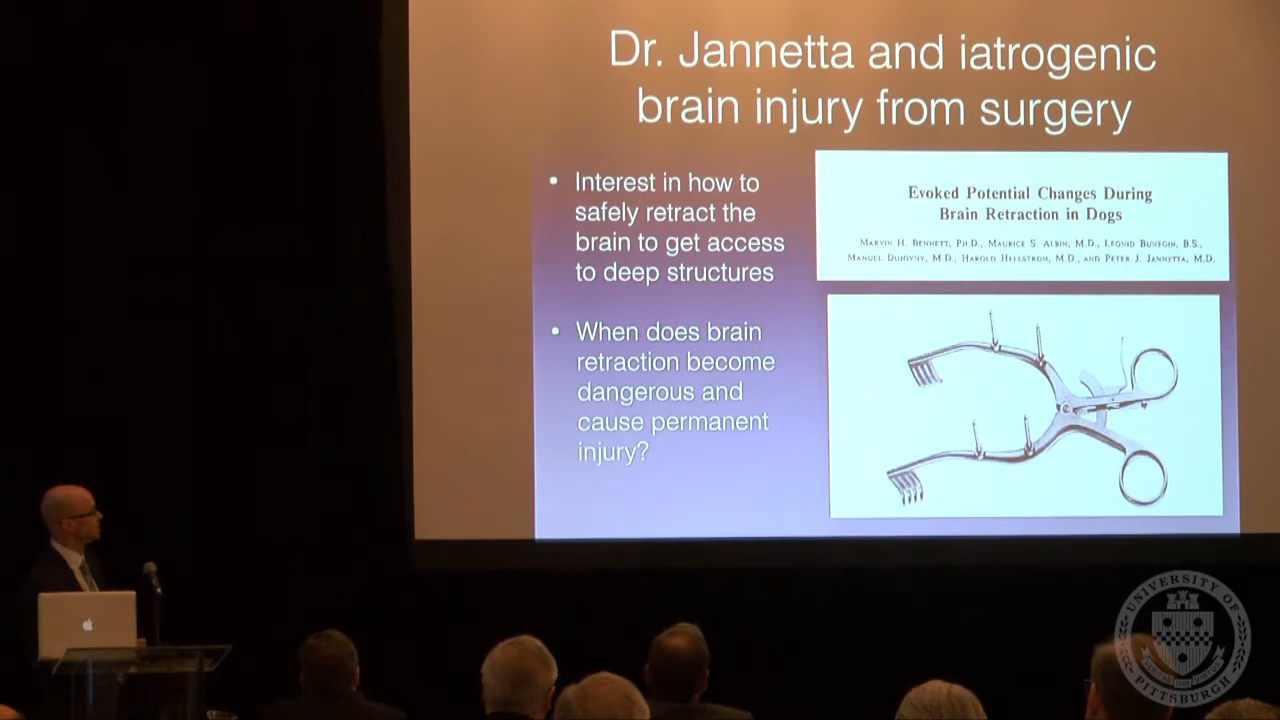 Dr. Jannetta and iatrogenic
brain injury from surgery
• Interest in how to
safely retract the
brain to get access
to deep structures
• When does brain
retraction become
dangerous and
cause permanent
injury?
Evoked Potential Changes During
Brain Retraction in Dogs
MARVIN H. BENNETT, PH.D., MAURICE S. ALBIN, M.D., LEONID BUNEGIN, B.S.,
MANUEL DUJOVNY, M.D., HAROLD HELLSTROM, M.D., AND PETER J. JANNETTA, M.D.
UNIVERSITY OF
PITTSBURGH